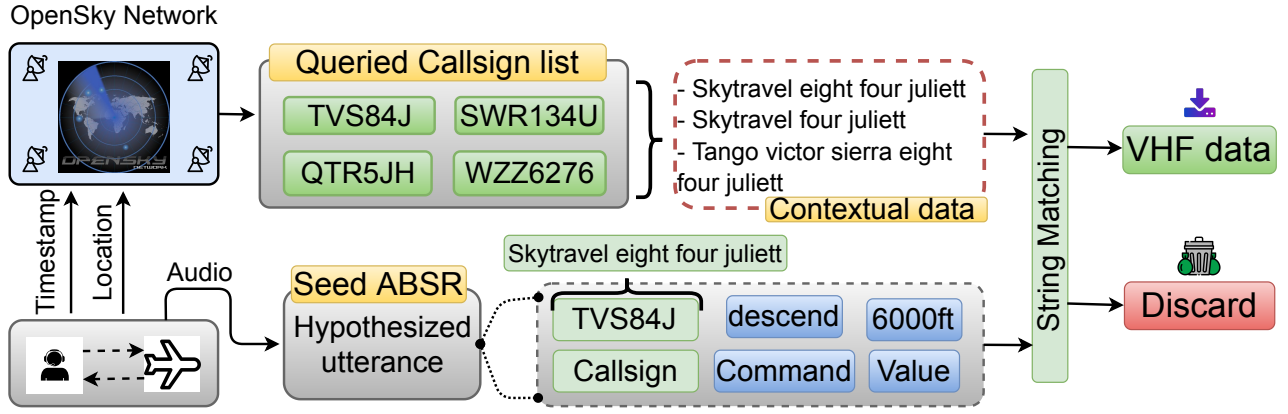 OpenSky Network
OPENSKY
NETWORK
Timestamp
Location
Queried Callsign list
TVS84J
SWR134U
QTR5JH
WZZ6276
- Skytravel eight four juliett
- Skytravel four juliett
- Tango victor sierra eight
four juliett
Contextual data
String Matching
VHF data
Discard
Audio
Seed ABSR
Hypothesized
utterance
Skytravel eight four juliett
TVS84J
descend
6000ft
Callsign
Command
Value